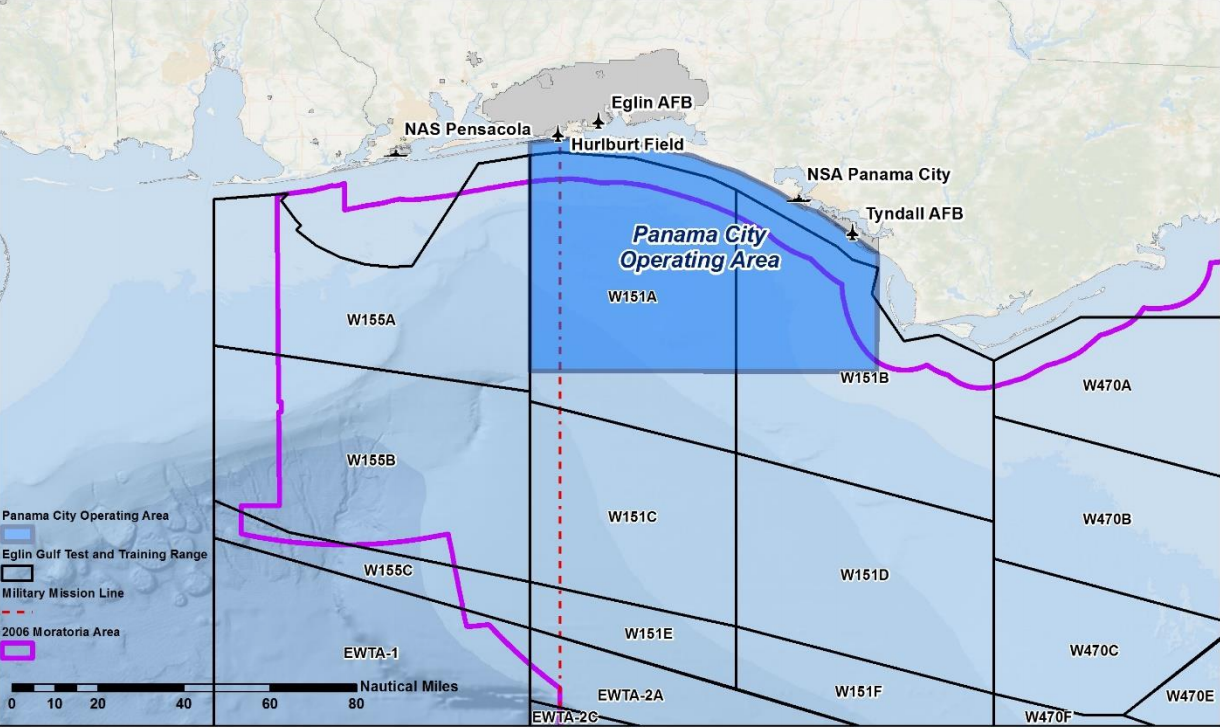 Eglin AFB
NAS Pensacola
Hurlburt Field
NSA Panama City
Tyndall AFB
Panama City
Operating Area
W151A
W155A
W151B
W470A
W155B
W151C
W470B
Panama City Operating Area
Eglin Gulf Test and Training Range
Military Mission Line
2006 Moratoria Area
W155C
W151D
W151E
EWTA-1
W470C
W151F
EWTA-2A
W470E
EWTA-2C
W470F
Nautical Miles
0 10 20 40 60 80